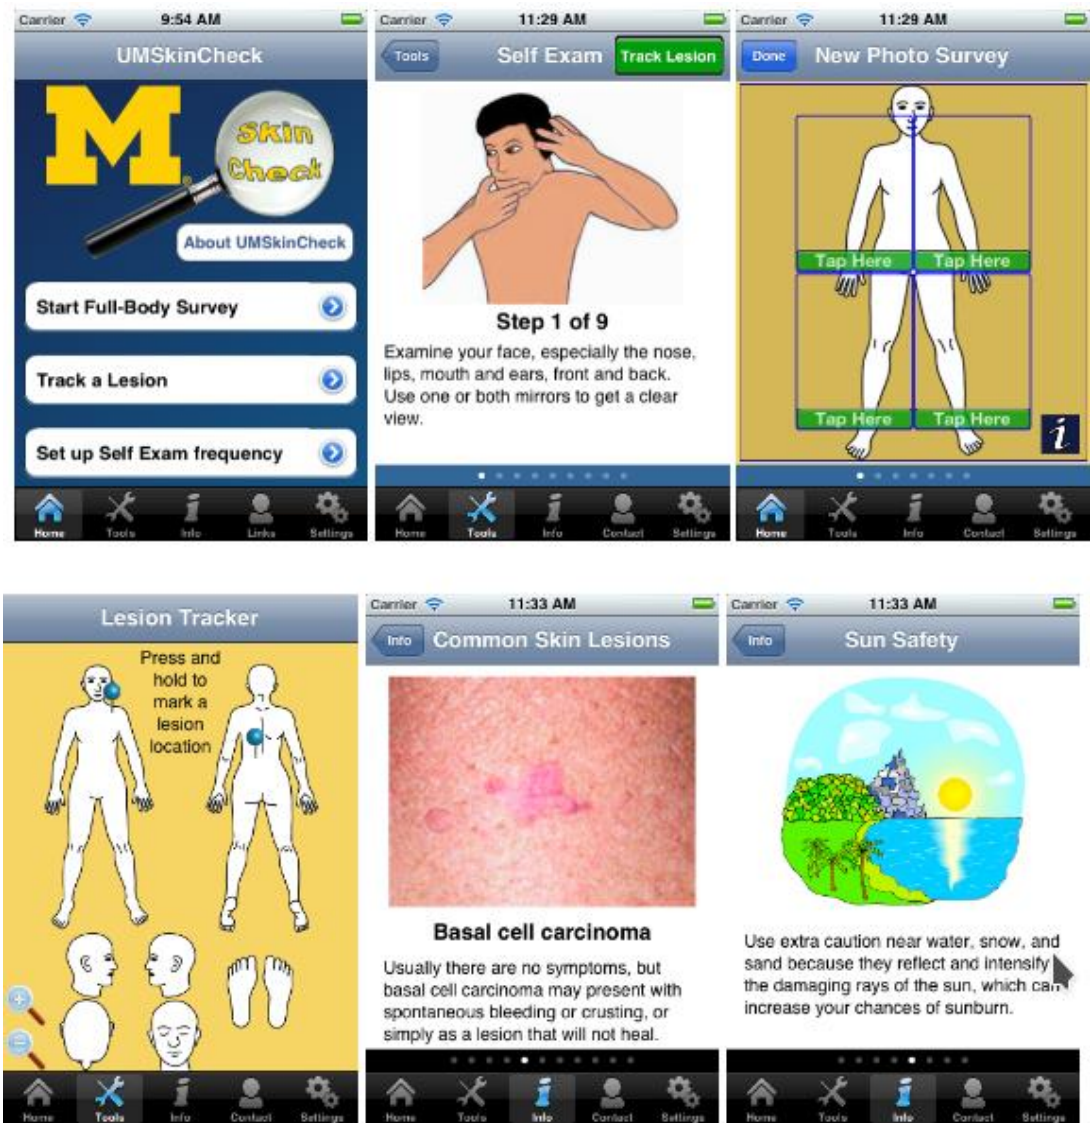 Carrier 9:54 AM
UMSkinCheck
M
Skin
Check
About UMSkinCheck
Start Full-Body Survey
Track a Lesion
Set up Self Exam frequency
Home Tools Info Links Settings
Carrier 11:29 AM
Tools Self Exam Track Lesion
Step 1 of 9
Examine your face, especially the nose,
lips, mouth and ears, front and back.
Use one or both mirrors to get a clear
view.
Home Tools Info Contact Settings
Carrier 11:29 AM
Done New Photo Survey
Tap Here Tap Here
Tap Here Tap Here
i
Home Tools Info Contact Settings
Lesion Tracker
Press and
hold to
mark a
lesion
location
Home Tools Info Contact Settings
Carrier 11:33 AM
Info Common Skin Lesions
Basal cell carcinoma
Usually there are no symptoms, but
basal cell carcinoma may present with
spontaneous bleeding or crusting, or
simply as a lesion that will not heal.
Home Tools Info Contact Settings
Carrier 11:33 AM
Info Sun Safety
Use extra caution near water, snow, and
sand because they reflect and intensify
the damaging rays of the sun, which can
increase your chances of sunburn.
Home Tools Info Contact Settings